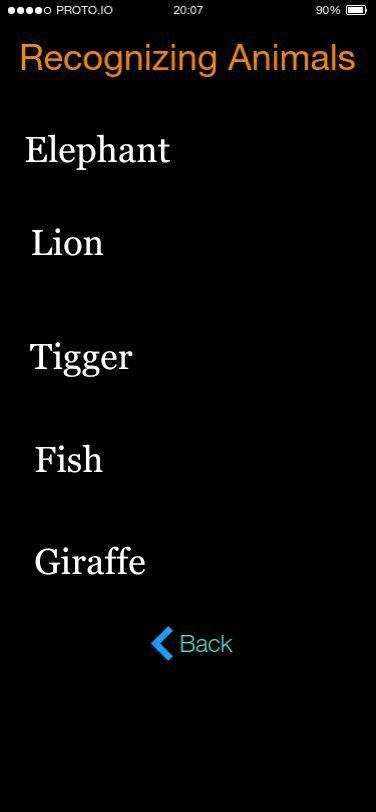 PROTO.IO 20:07 90%
Recognizing Animals
Elephant
Lion
Tigger
Fish
Giraffe
Back